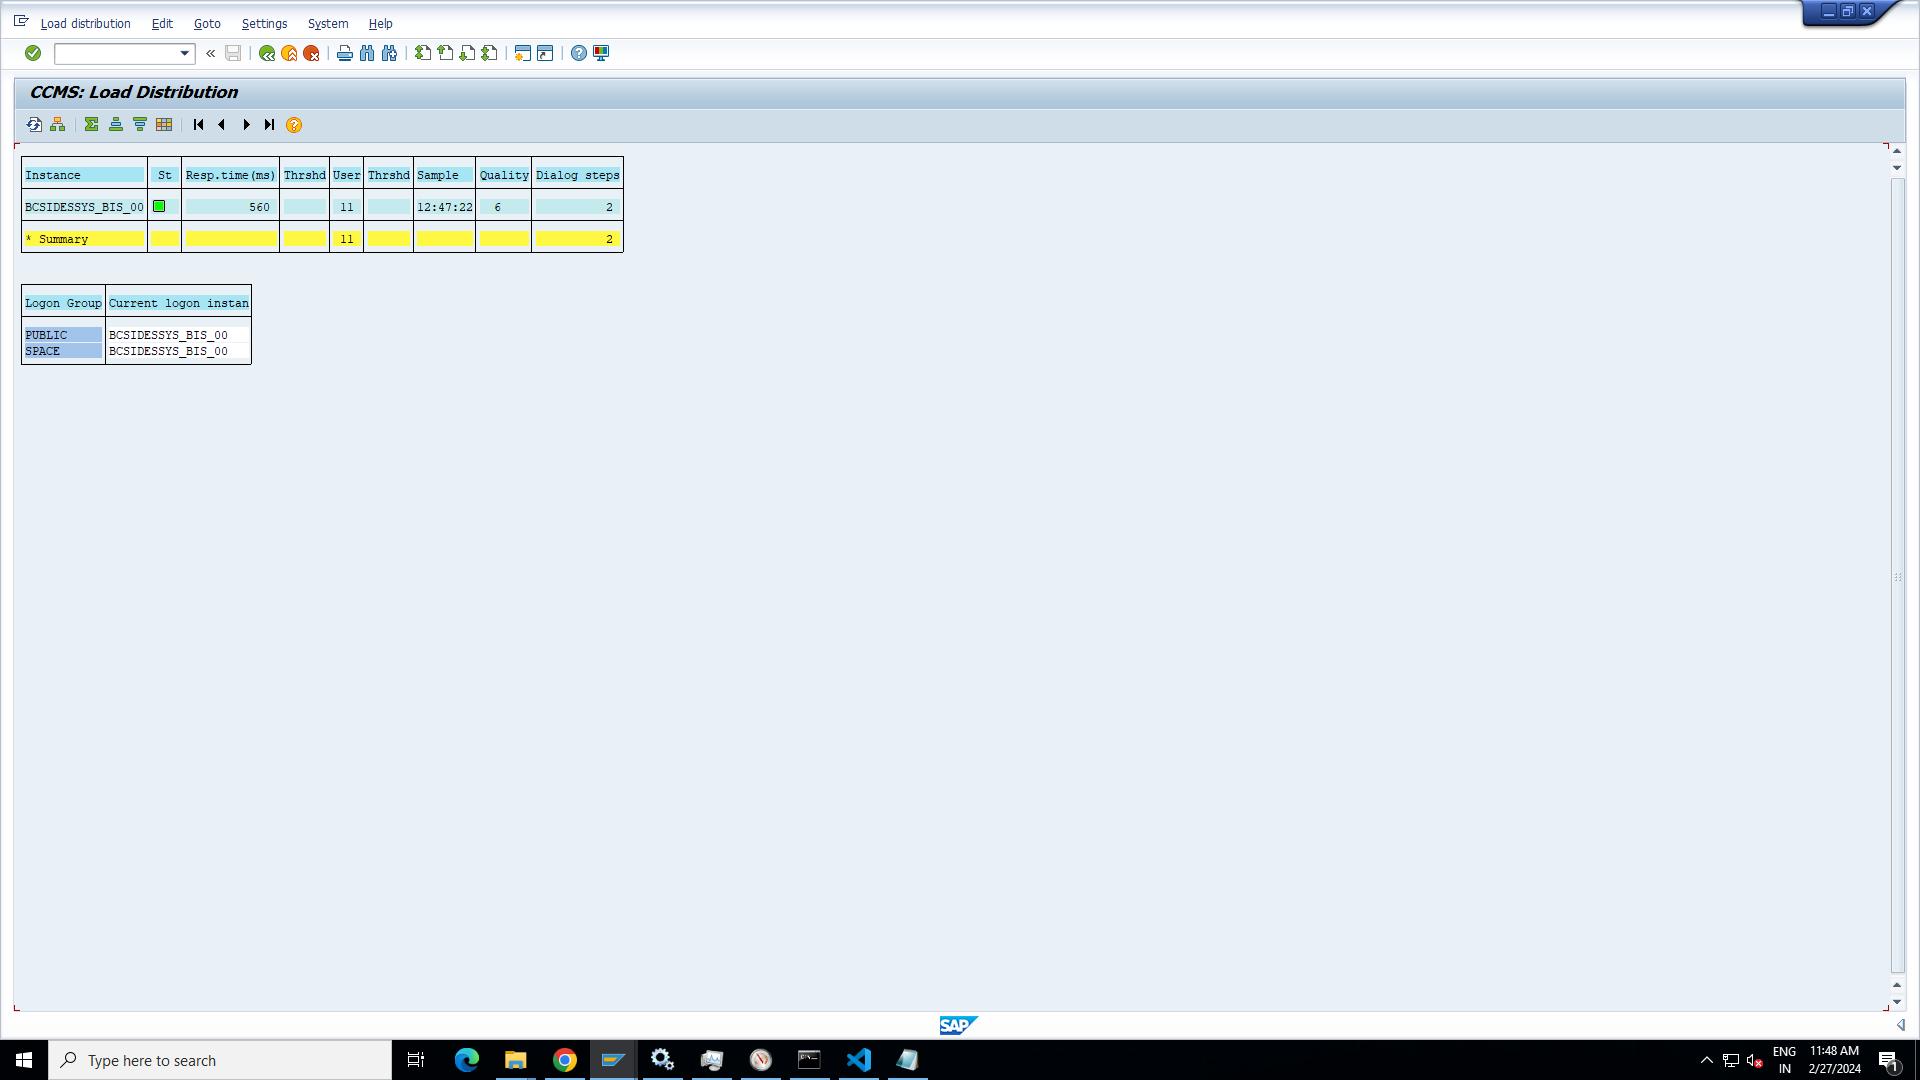 Load distribution Edit Goto Settings System Help
CCMS: Load Distribution
Instance St Resp.time(ms) Thrshd User Thrshd Sample Quality Dialog steps
BCSIDESSYS_BIS_00 560 11 12:47:22 6 2
* Summary 11 2
Logon Group Current logon instan
PUBLIC BCSIDESSYS_BIS_00
SPACE BCSIDESSYS_BIS_00
SAP
Type here to search
ENG 11:48 AM
IN 2/27/2024
1